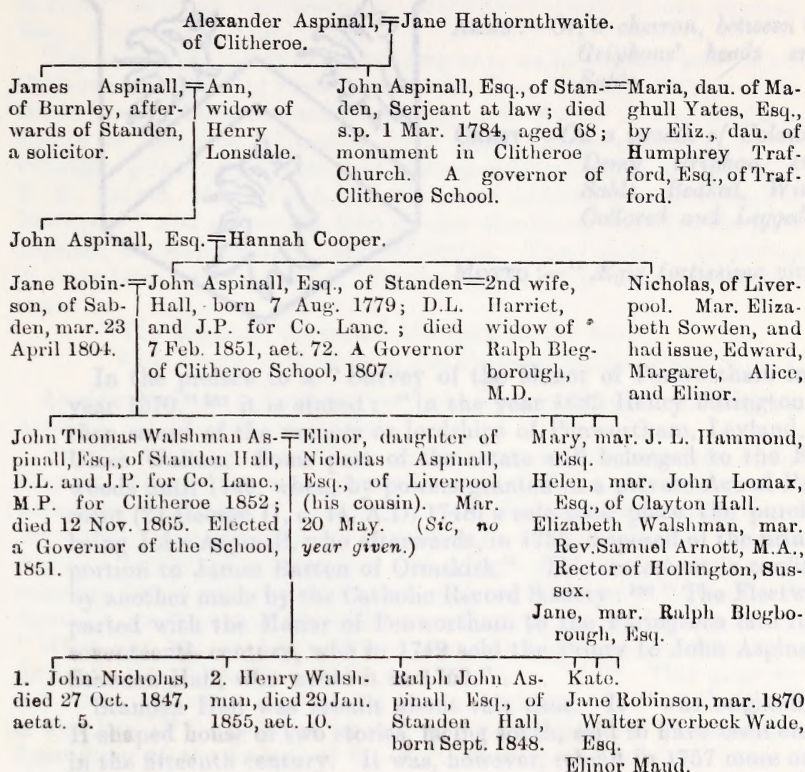 Alexander Aspinall,=Jane Hathornthwaite.
of Clitheroe.
James Aspinall,=
of Burnley, after-
wards of Standen,
a solicitor.
Ann,
widow of
Henry
Lonsdale.
John Aspinall, Esq., of Stan-=
den, Serjeant at law; died
s.p. 1 Mar. 1784, aged 68;
monument in Clitheroe
Church. A governor of
Clitheroe School.
Maria, dau. of Ma-
ghull Yates, Esq.,
by Eliz., dau. of
Humphrey Traf-
ford, Esq., of Traf-
ford.
John Aspinall, Esq.=Hannah Cooper.
Jane Robin-=
son, of Sab-
den, mar. 23
April 1804.
John Aspinall, Esq., of Standen=
Hall, born 7 Aug. 1779; D.L.
and J.P. for Co. Lanc.; died
7 Feb. 1851, aet. 72. A Governor
of Clitheroe School, 1807.
2nd wife,
Harriet,
widow of
Ralph Bleg-
borough,
M.D.
Nicholas, of Liver-
pool. Mar. Eliza-
beth Sowden, and
had issue, Edward,
Margaret, Alice,
and Elinor.
John Thomas Walshman As-=
pinall, Esq., of Standen Hall,
D.L. and J.P. for Co. Lanc.,
M.P. for Clitheroe 1852;
died 12 Nov. 1865. Elected
a Governor of the School,
1851.
Elinor, daughter of
Nicholas Aspinall,
Esq., of Liverpool
(his cousin). Mar.
20 May. (Sic, no
year given.)
Mary, mar. J. L. Hammond,
Esq.
Helen, mar. John Lomax,
Esq., of Clayton Hall.
Elizabeth Walshman, mar.
Rev. Samuel Arnott, M.A.,
Rector of Hollington, Sus-
sex.
Jane, mar. Ralph Blegbo-
rough, Esq.
1. John Nicholas,
died 27 Oct. 1847,
aetat. 5.
2. Henry Walsh-
man, died 29 Jan.
1855, aet. 10.
Ralph John As-
pinall, Esq., of
Standen Hall,
born Sept. 1848.
Kate.
Jane Robinson, mar. 1870
Walter Overbeck Wade,
Esq.
Elinor Maud.